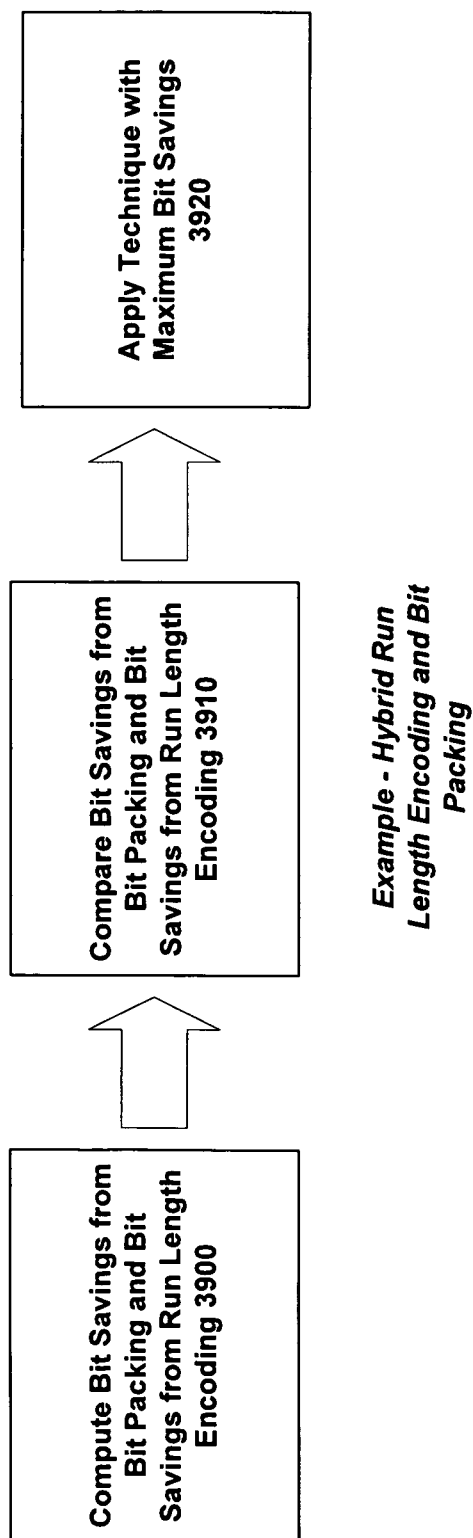 Compute Bit Savings from
Bit Packing and Bit
Savings from Run Length
Encoding 3900
Compare Bit Savings from
Bit Packing and Bit
Savings from Run Length
Encoding 3910
Apply Technique with
Maximum Bit Savings
3920
Example - Hybrid Run
Length Encoding and Bit
Packing